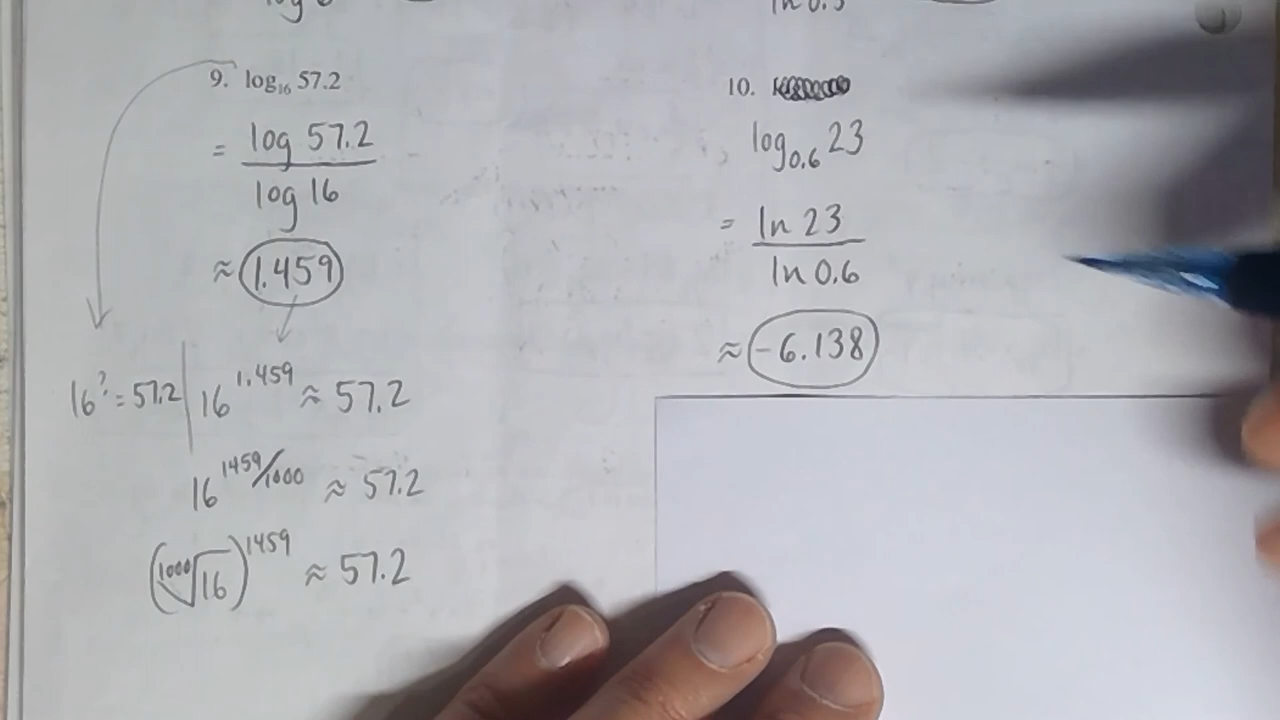 9. log₁₆ 57.2
= log 57.2 / log 16
≈ 1.459
16^? = 57.2 | 16^1.459 ≈ 57.2
16^1459/1000 ≈ 57.2
(¹⁰⁰⁰√16)^1459 ≈ 57.2
10.
log₀.₆ 23
= ln 23 / ln 0.6
≈ -6.138